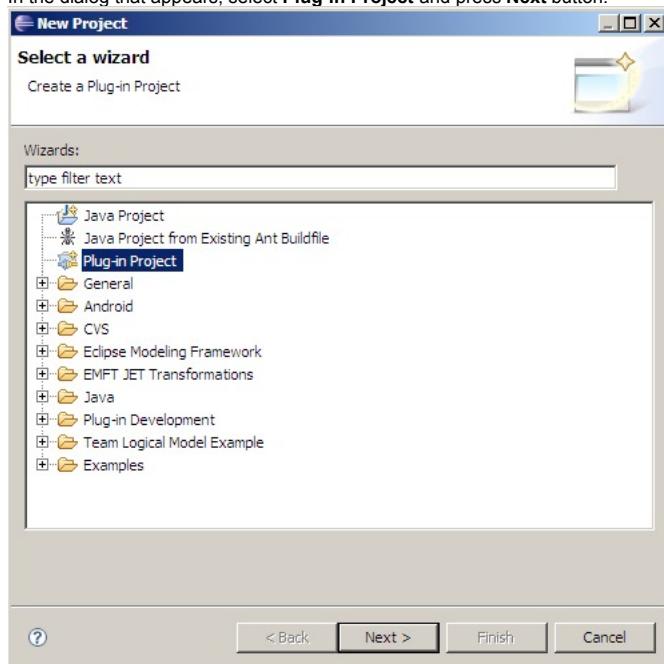 In the dialog that appears, select Plug-in Project and press Next button.
New Project
Select a wizard
Create a Plug-in Project
Wizards:
type filter text
Java Project
Java Project from Existing Ant Buildfile
Plug-in Project
General
Android
CVS
Eclipse Modeling Framework
EMFT JET Transformations
Java
Plug-in Development
Team Logical Model Example
Examples
?
< Back
Next >
Finish
Cancel